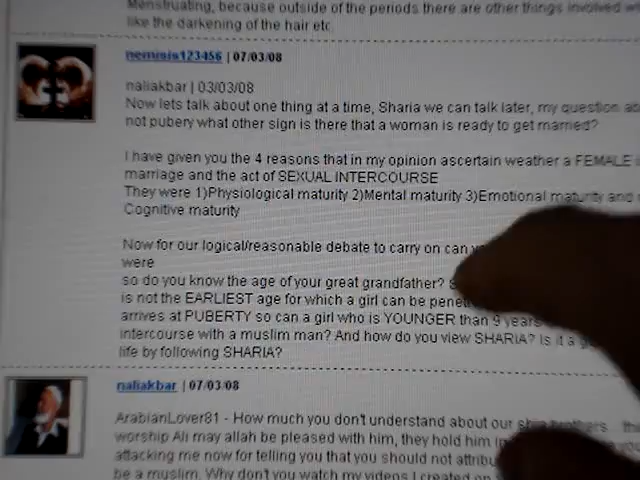 Menstruating, because outside of the periods there are other things involved
like the darkening of the hair etc
neminis123456 | 07/03/08
naliakbar | 03/03/08
Now lets talk about one thing at a time, Sharia we can talk later, my question
not pubery what other sign is there that a woman is ready to get married?
I have given you the 4 reasons that in my opinion ascertain weather a FEMALE
marriage and the act of SEXUAL INTERCOURSE
They were 1)Physiological maturity 2)Mental maturity 3)Emotional maturity and
Cognitive maturity
Now for our logical/reasonable debate to carry on can
were
so do you know the age of your great grandfather?
is not the EARLIEST age for which a girl can be
arrives at PUBERTY so can a girl who is YOUNGER than 9 years
intercourse with a muslim man? And how do you view SHARIA? Is it a
life by following SHARIA?
naliakbar | 07/03/08
ArabianLover81 - How much you don't understand about our brothers
worship Ali may allah be pleased with him, they hold him
attacking me now for telling you that you should not
be a muslim. Why don't you watch my videos I created on